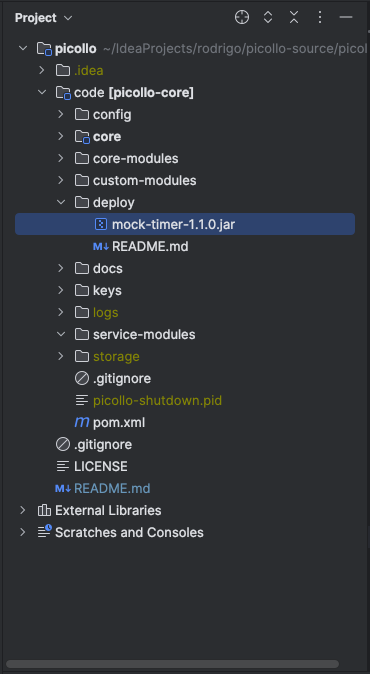 Project
picollo ~/IdeaProjects/rodrigo/picollo-source/picol
.idea
code [picollo-core]
config
core
core-modules
custom-modules
deploy
mock-timer-1.1.0.jar
M↓ README.md
docs
keys
logs
service-modules
storage
.gitignore
picollo-shutdown.pid
m pom.xml
.gitignore
LICENSE
M↓ README.md
External Libraries
Scratches and Consoles